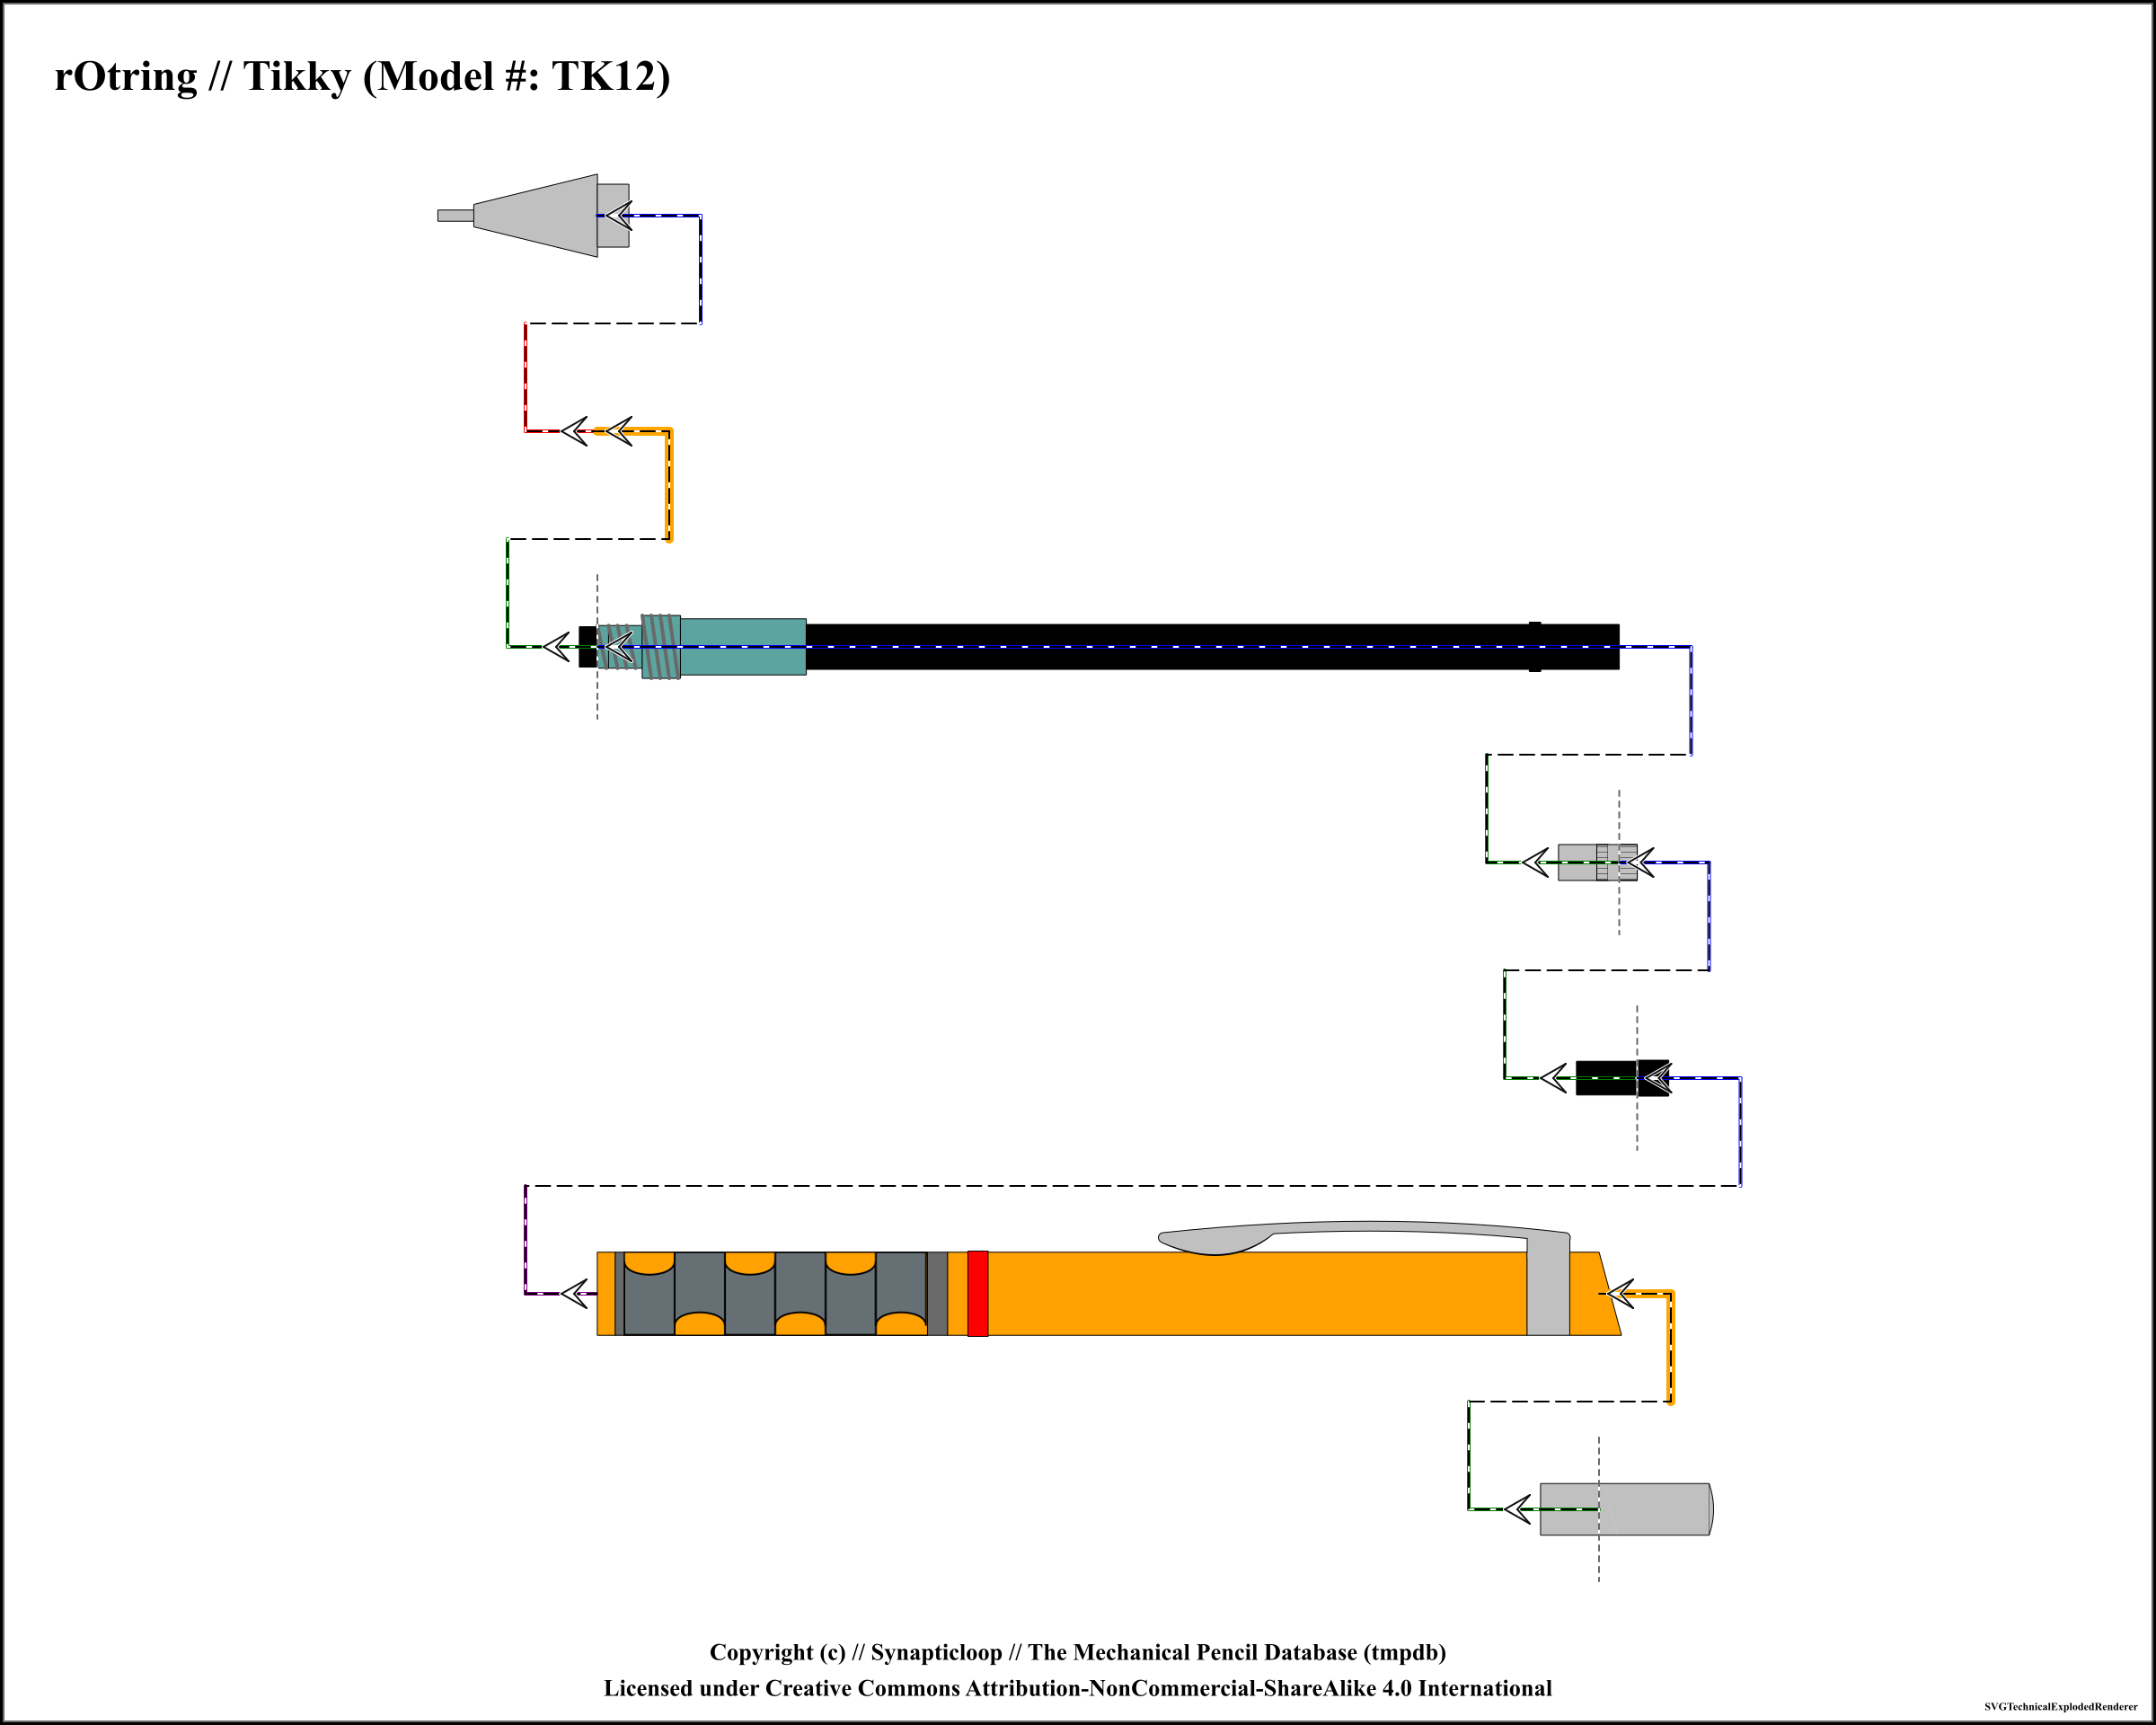 rOtring // Tikky (Model #: TK12)
Copyright (c) // Synapticloop // The Mechanical Pencil Database (tmpdb)
Licensed under Creative Commons Attribution-NonCommercial-ShareAlike 4.0 International
SVGTechnicalExplodedRenderer